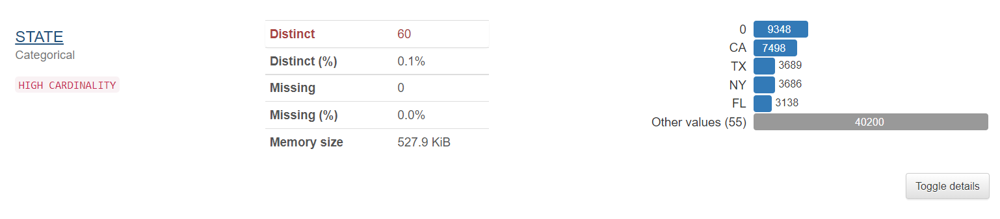 STATE
Categorical
HIGH CARDINALITY
Distinct 60
Distinct (%) 0.1%
Missing 0
Missing (%) 0.0%
Memory size 527.9 KiB
0 9348
CA 7498
TX 3689
NY 3686
FL 3138
Other values (55) 40200
Toggle details